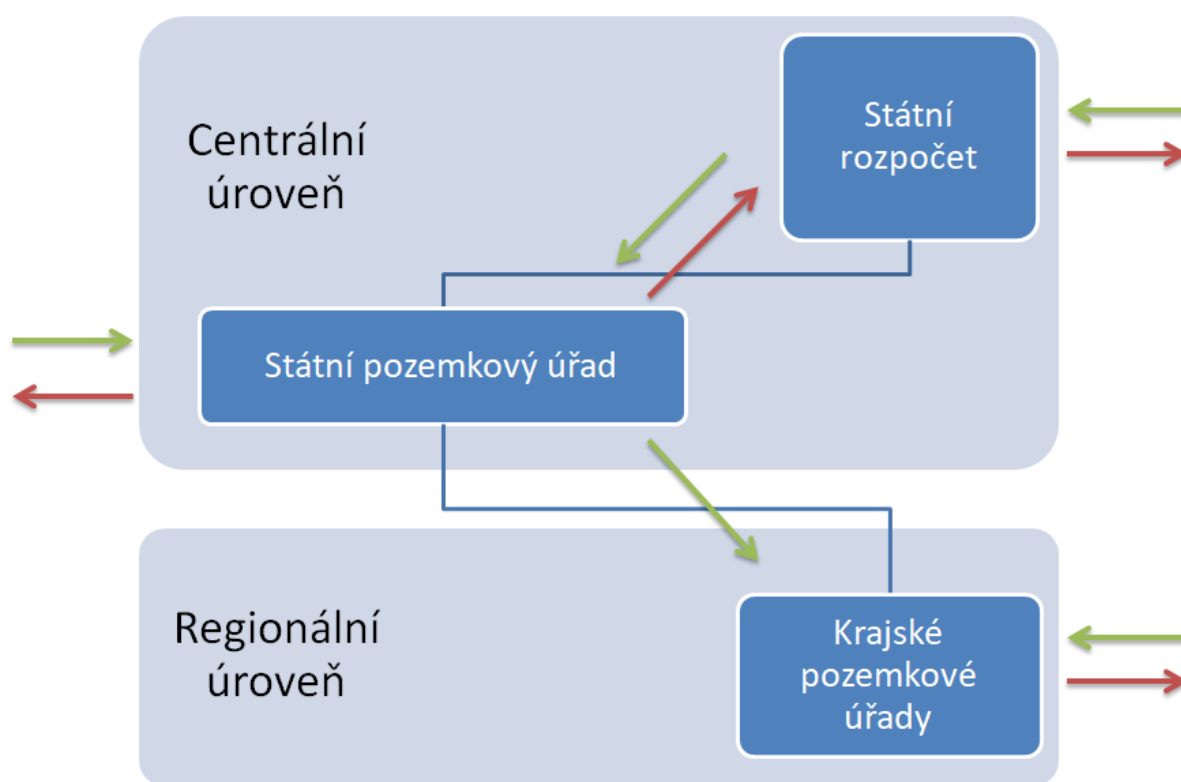 Centrální
úroveň
Státní
rozpočet
Státní pozemkový úřad
Regionální
úroveň
Krajské
pozemkové
úřady